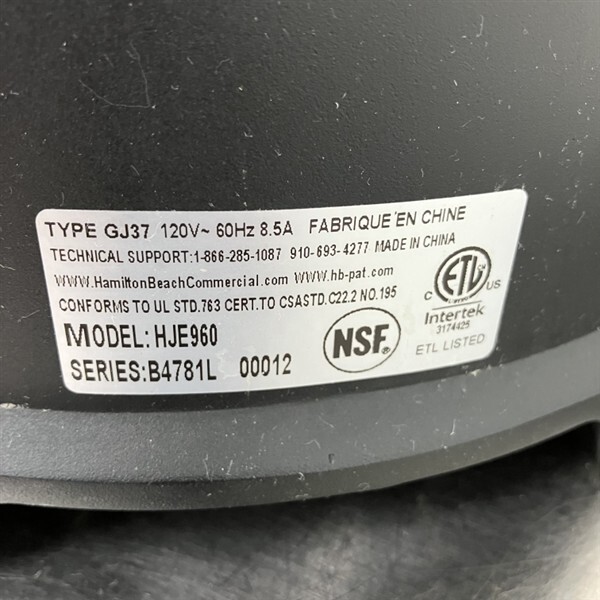 TYPE GJ37 120V~ 60Hz 8.5A FABRIQUE EN CHINE
TECHNICAL SUPPORT:1-866-285-1087 910-693-4277 MADE IN CHINA
www.HamiltonBeachCommercial.com www.hb-pat.com
CONFORMS TO UL STD.763 CERT.TO CSASTD.C22.2 NO.195
MODEL:HJE960
SERIES:B4781L 00012
NSF®
C ETL US
Intertek
3174425
ETL LISTED